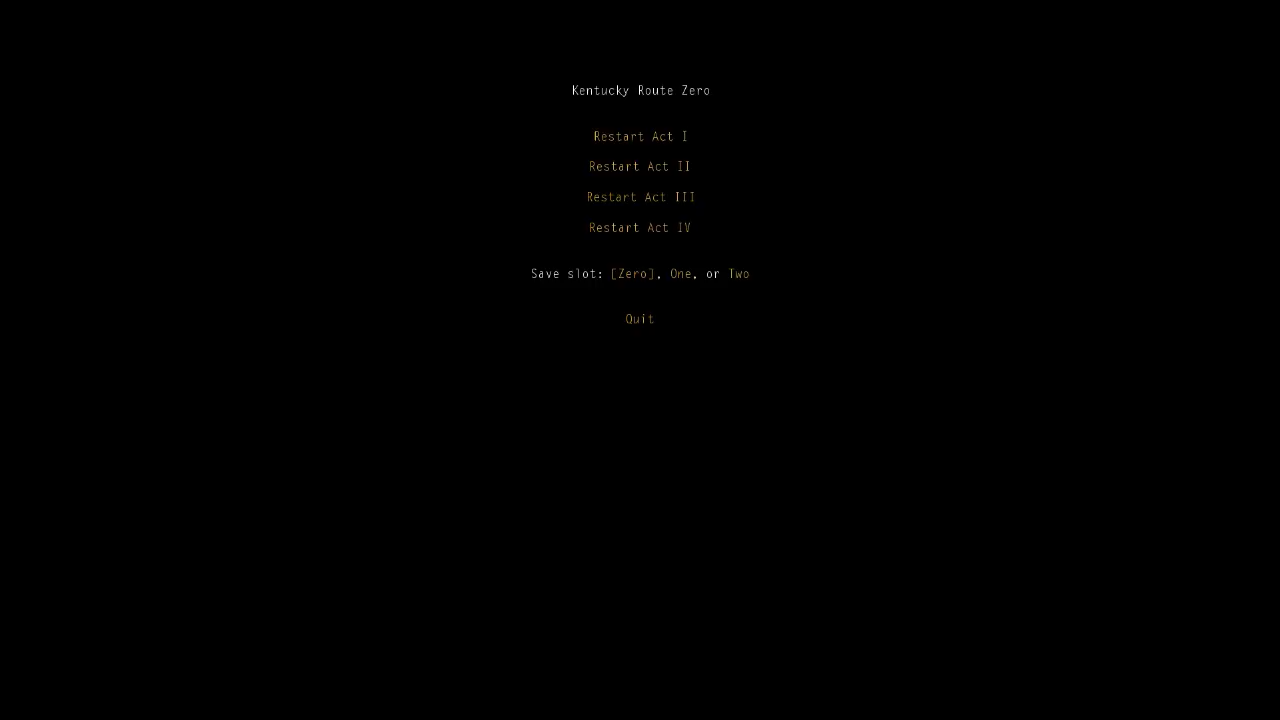 Kentucky Route Zero
Restart Act I
Restart Act II
Restart Act III
Restart Act IV
Save slot: [Zero], One, or Two
Quit